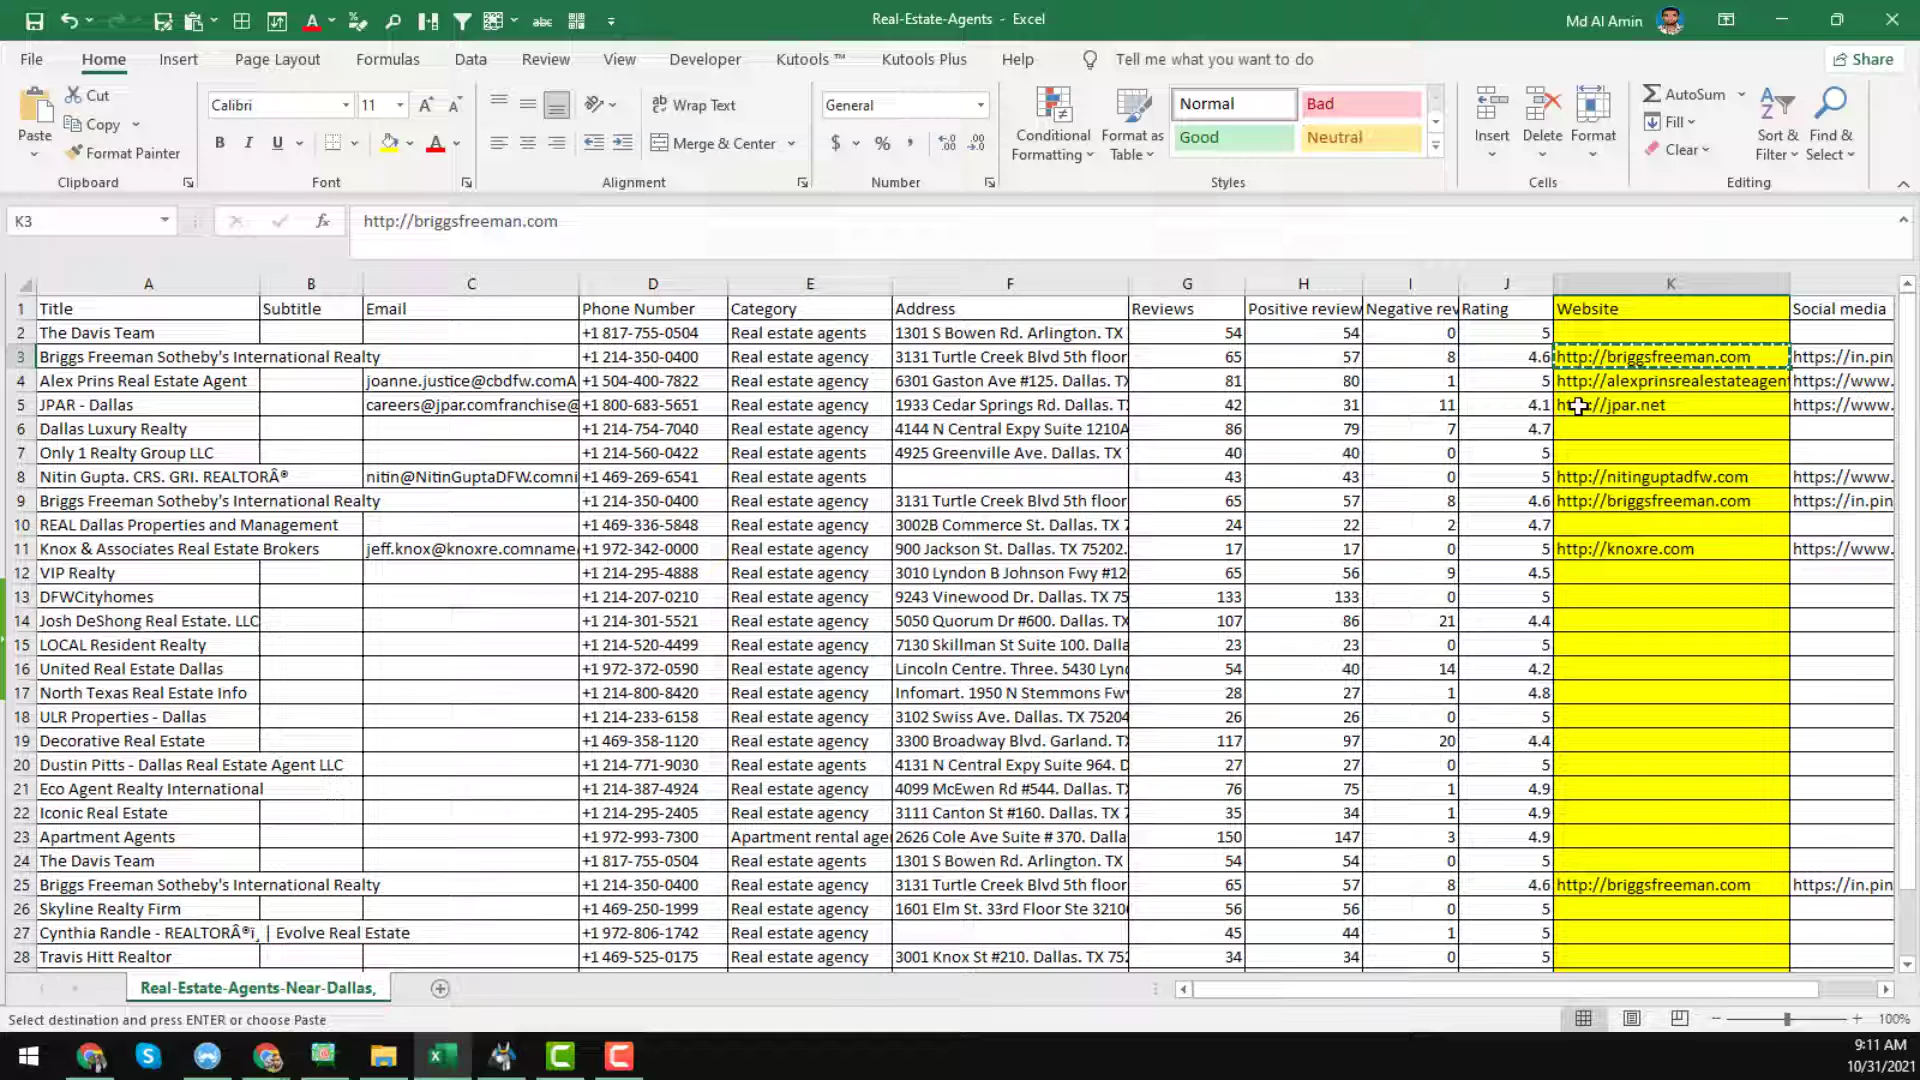 Real-Estate-Agents - Excel
Md Al Amin
File Home Insert Page Layout Formulas Data Review View Developer Kutools ™ Kutools Plus Help Tell me what you want to do Share
Paste
Cut
Copy
Format Painter
Clipboard
Calibri 11
B I U
Font
Wrap Text
Merge & Center
Alignment
General
$ % ,
Number
Conditional Formatting
Format as Table
Normal Bad
Good Neutral
Styles
Insert Delete Format
Cells
AutoSum
Fill
Clear
Sort & Filter
Find & Select
Editing
K3 fx http://briggsfreeman.com
A B C D E F G H I J K
1 Title Subtitle Email Phone Number Category Address Reviews Positive review Negative rev Rating Website Social media
2 The Davis Team +1 817-755-0504 Real estate agents 1301 S Bowen Rd. Arlington. TX 54 54 0 5
3 Briggs Freeman Sotheby's International Realty +1 214-350-0400 Real estate agency 3131 Turtle Creek Blvd 5th floor 65 57 8 4.6 http://briggsfreeman.com https://in.pin
4 Alex Prins Real Estate Agent joanne.justice@cbdfw.comA +1 504-400-7822 Real estate agency 6301 Gaston Ave #125. Dallas. TX 81 80 1 5 http://alexprinsrealestateagent https://www.
5 JPAR - Dallas careers@jpar.comfranchise@ +1 800-683-5651 Real estate agency 1933 Cedar Springs Rd. Dallas. T 42 31 11 4.1 http://jpar.net https://www.
6 Dallas Luxury Realty +1 214-754-7040 Real estate agency 4144 N Central Expy Suite 1210A 86 79 7 4.7
7 Only 1 Realty Group LLC +1 214-560-0422 Real estate agency 4925 Greenville Ave. Dallas. TX 40 40 0 5
8 Nitin Gupta. CRS. GRI. REALTORÂ® nitin@NitinGuptaDFW.comni +1 469-269-6541 Real estate agents 43 43 0 5 http://nitinguptadfw.com https://www.
9 Briggs Freeman Sotheby's International Realty +1 214-350-0400 Real estate agency 3131 Turtle Creek Blvd 5th floor 65 57 8 4.6 http://briggsfreeman.com https://in.pin
10 REAL Dallas Properties and Management +1 469-336-5848 Real estate agency 3002B Commerce St. Dallas. TX 7 24 22 2 4.7
11 Knox & Associates Real Estate Brokers jeff.knox@knoxre.comname +1 972-342-0000 Real estate agency 900 Jackson St. Dallas. TX 75202. 17 17 0 5 http://knoxre.com https://www.
12 VIP Realty +1 214-295-4888 Real estate agency 3010 Lyndon B Johnson Fwy #12 65 56 9 4.5
13 DFWCityhomes +1 214-207-0210 Real estate agency 9243 Vinewood Dr. Dallas. TX 75 133 133 0 5
14 Josh DeShong Real Estate. LLC +1 214-301-5521 Real estate agency 5050 Quorum Dr #600. Dallas. TX 107 86 21 4.4
15 LOCAL Resident Realty +1 214-520-4499 Real estate agency 7130 Skillman St Suite 100. Dalla 23 23 0 5
16 United Real Estate Dallas +1 972-372-0590 Real estate agency Lincoln Centre. Three. 5430 Lynd 54 40 14 4.2
17 North Texas Real Estate Info +1 214-800-8420 Real estate agency Infomart. 1950 N Stemmons Fw 28 27 1 4.8
18 ULR Properties - Dallas +1 214-233-6158 Real estate agency 3102 Swiss Ave. Dallas. TX 75204 26 26 0 5
19 Decorative Real Estate +1 469-358-1120 Real estate agency 3300 Broadway Blvd. Garland. T 117 97 20 4.4
20 Dustin Pitts - Dallas Real Estate Agent LLC +1 214-771-9030 Real estate agency 4131 N Central Expy Suite 964. D 27 27 0 5
21 Eco Agent Realty International +1 214-387-4924 Real estate agency 4099 McEwen Rd #544. Dallas. T 76 75 1 4.9
22 Iconic Real Estate +1 214-295-2405 Real estate agency 3111 Canton St #160. Dallas. TX 7 35 34 1 4.9
23 Apartment Agents +1 972-993-7300 Apartment rental age 2626 Cole Ave Suite # 370. Dalla 150 147 3 4.9
24 The Davis Team +1 817-755-0504 Real estate agents 1301 S Bowen Rd. Arlington. TX 54 54 0 5
25 Briggs Freeman Sotheby's International Realty +1 214-350-0400 Real estate agency 3131 Turtle Creek Blvd 5th floor 65 57 8 4.6 http://briggsfreeman.com https://in.pin
26 Skyline Realty Firm +1 469-250-1999 Real estate agency 1601 Elm St. 33rd Floor Ste 3210 56 56 0 5
27 Cynthia Randle - REALTORÂ®ï¸ | Evolve Real Estate +1 972-806-1742 Real estate agency 45 44 1 5
28 Travis Hitt Realtor +1 469-525-0175 Real estate agency 3001 Knox St #210. Dallas. TX 752 34 34 0 5
Real-Estate-Agents-Near-Dallas,
Select destination and press ENTER or choose Paste 100%
9:11 AM
10/31/2021